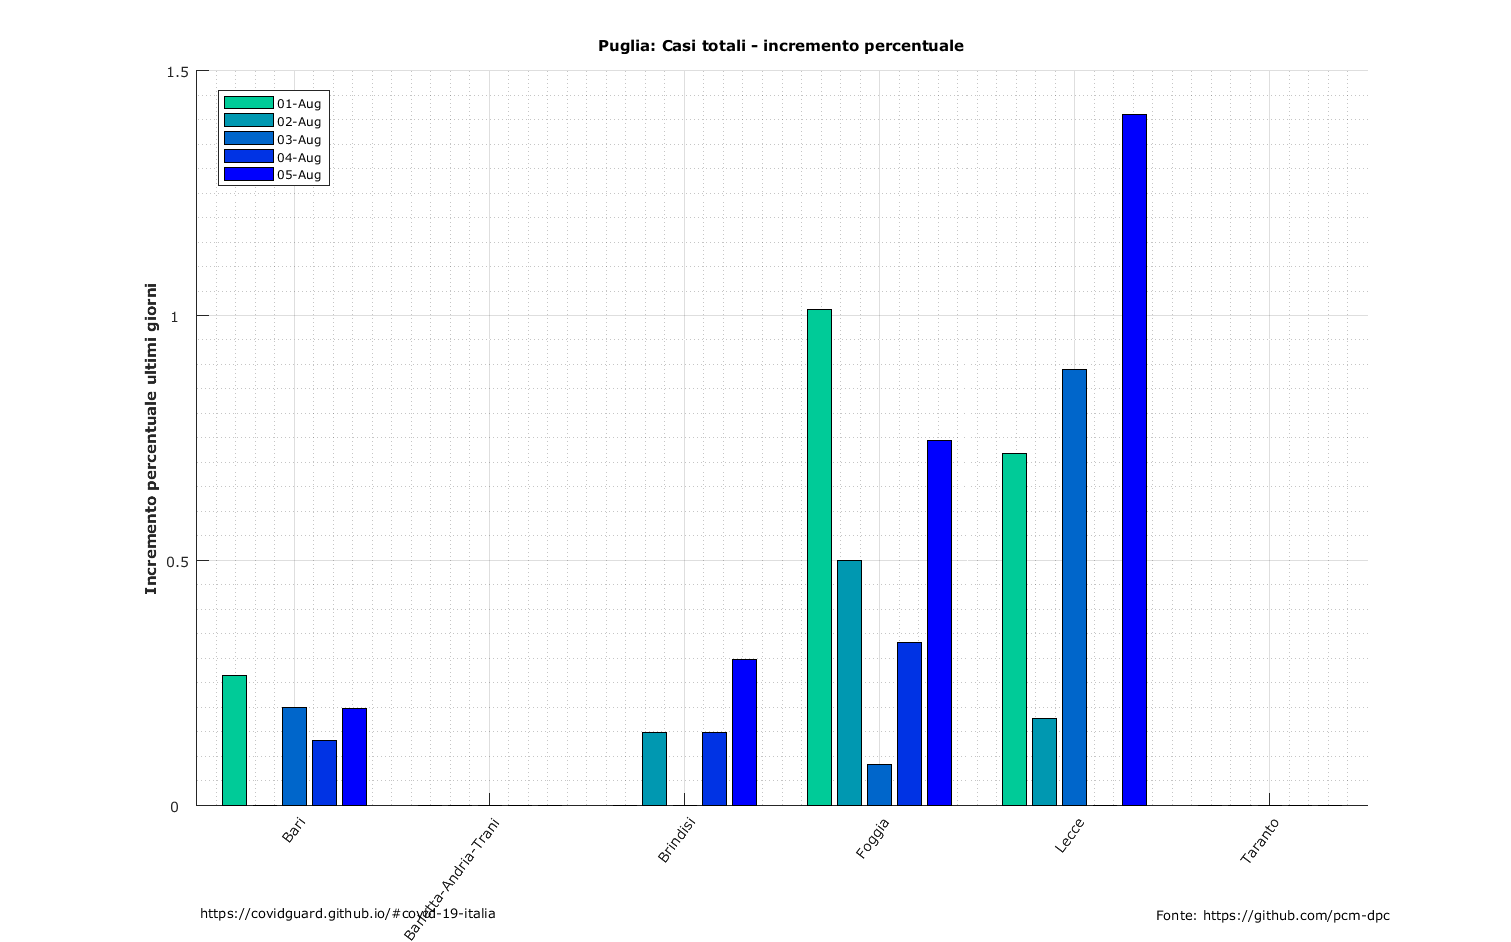 Puglia: Casi totali - incremento percentuale
1.5
1
0.5
0
Incremento percentuale ultimi giorni
01-Aug
02-Aug
03-Aug
04-Aug
05-Aug
Bari
Barletta-Andria-Trani
Brindisi
Foggia
Lecce
Taranto
https://covidguard.github.io/#covid-19-italia
Fonte: https://github.com/pcm-dpc